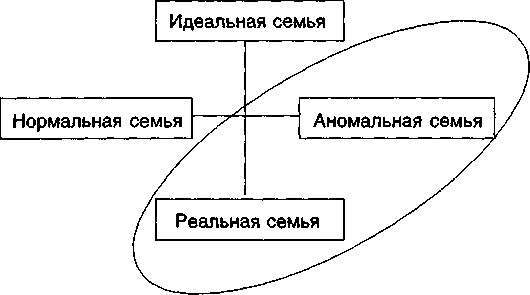 Идеальная семья
Нормальная семья
Аномальная семья
Реальная семья